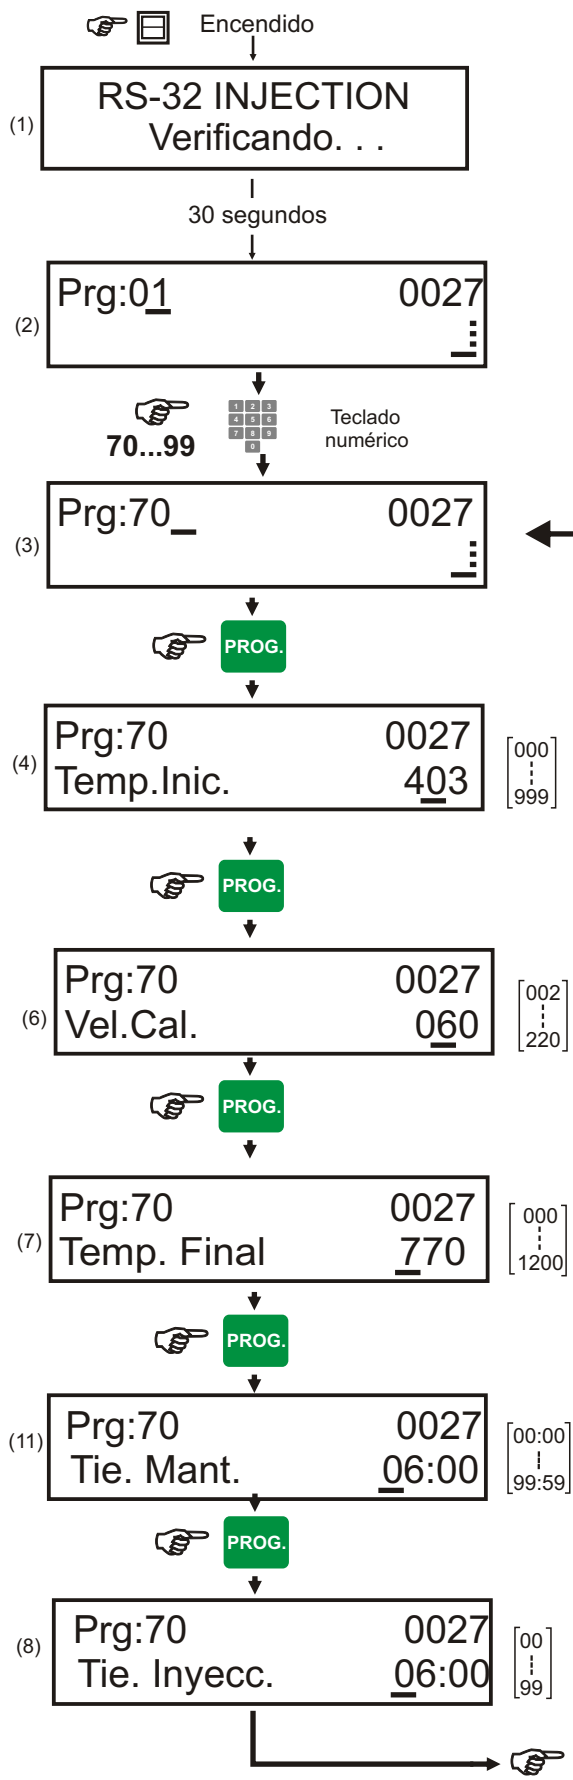 Encendido
(1)
RS-32 INJECTION
Verificando. . .
30 segundos
(2)
Prg:01 0027
70...99
1 2 3
4 5 6
7 8 9
0
Teclado
numérico
(3)
Prg:70_ 0027
PROG.
(4)
Prg:70 0027
Temp.Inic. 403
000
999
PROG.
(6)
Prg:70 0027
Vel.Cal. 060
002
220
PROG.
(7)
Prg:70 0027
Temp. Final 770
000
1200
PROG.
(11)
Prg:70 0027
Tie. Mant. 06:00
00:00
99:59
PROG.
(8)
Prg:70 0027
Tie. Inyecc. 06:00
00
99